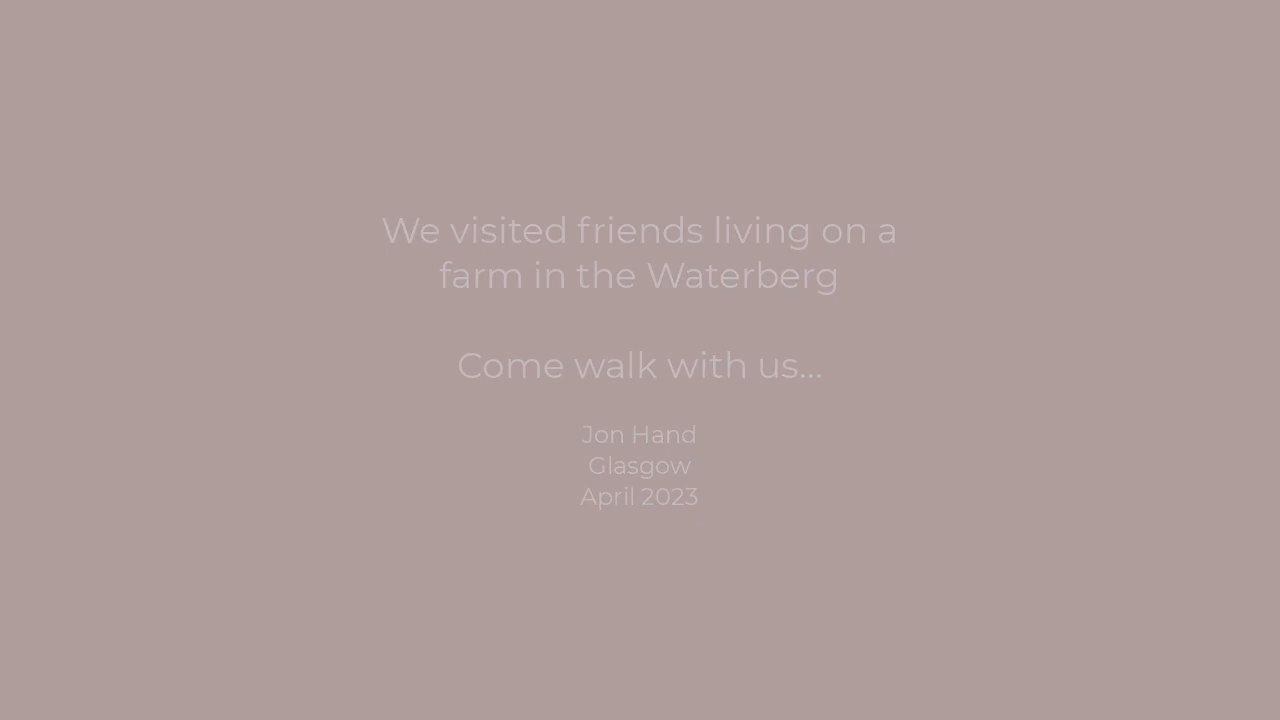 We visited friends living on a
farm in the Waterberg
Come walk with us...
Jon Hand
Glasgow
April 2023